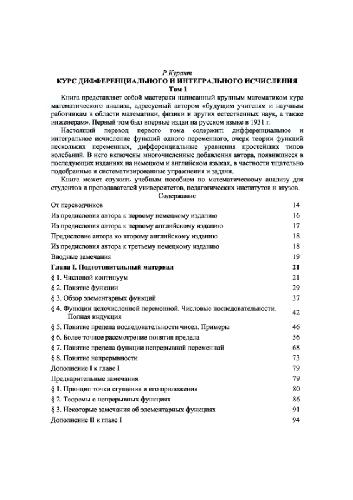 Р Курант
КУРС ДИФФЕРЕНЦИАЛЬНОГО И ИНТЕГРАЛЬНОГО ИСЧИСЛЕНИЯ
Том 1
Книга представляет собой мастерски написанный крупным математиком курс
математического анализа, адресуемый автором «будущим учителям и научным
работникам в области математики, физики и других естественных наук, а также
инженерам». Первый том был впервые издан на русском языке в 1931 г.
Настоящий перевод первого тома содержит: дифференциальное и
интегральное исчисление функций одного переменного, очерк теории функций
нескольких переменных, дифференциальные уравнения простейших типов
колебаний. В него включены многочисленные добавления автора, появившиеся в
последующих изданиях на немецком и английском языках, в частности тщательно
подобранные и систематизированные упражнения и задачи.
Книга может служить учебным пособием по математическому анализу для
студентов и преподавателей университетов, педагогических институтов и вузов.
Содержание
От переводчиков 14
Из предисловия автора к первому немецкому изданию 16
Из предисловия автора к первому английскому изданию 17
Предисловие автора ко второму английскому изданию 18
Из предисловия автора к третьему немецкому изданию 18
Вводные замечания 19
Глава I. Подготовительный материал 21
§ 1. Числовой континуум 21
§ 2. Понятие функции 29
§ 3. Обзор элементарных функций 37
§ 4. Функции целочисленной переменной. Числовые последовательности. 42
Полная индукция
§ 5. Понятие предела последовательности чисел. Примеры 46
§ 6. Более точное рассмотрение понятия предела 56
§ 7. Понятие предела функции непрерывной переменной 68
§ 8. Понятие непрерывности 73
Дополнение I к главе I 79
Предварительные замечания 79
§ 1. Принцип точки сгущения и его приложения 80
§ 2. Теоремы о непрерывных функциях 86
§ 3. Некоторые замечания об элементарных функциях 91
Дополнение II к главе I 94